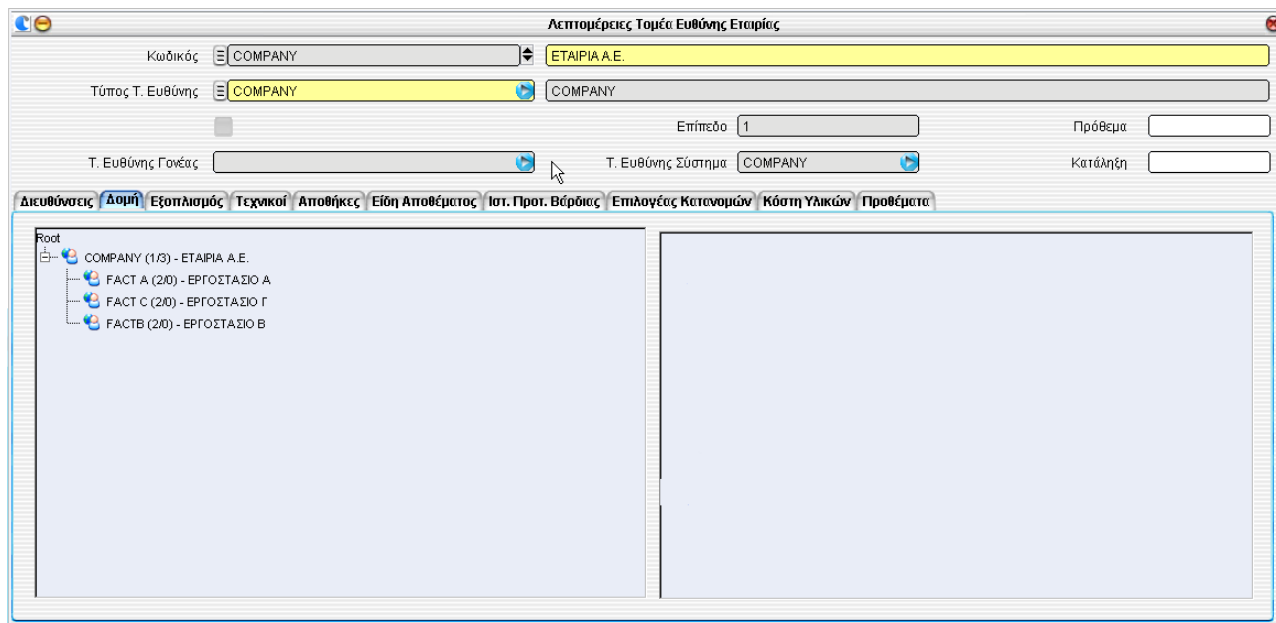 Λεπτομέρειες Τομέα Ευθύνης Εταιρίας
Κωδικός COMPANY ΕΤΑΙΡΙΑ Α.Ε.
Τύπος Τ. Ευθύνης COMPANY COMPANY
Επίπεδο 1 Πρόθεμα
Τ. Ευθύνης Γονέας Τ. Ευθύνης Σύστημα COMPANY Κατάληξη
Διευθύνσεις Δομή Εξοπλισμός Τεχνικοί Αποθήκες Είδη Αποθέματος Ιστ. Προτ. Βάρδιας Επιλογέας Κατανομών Κόστη Υλικών Προθέματα
Root
COMPANY (1/3) - ΕΤΑΙΡΙΑ Α.Ε.
FACT A (2/0) - ΕΡΓΟΣΤΑΣΙΟ Α
FACT C (2/0) - ΕΡΓΟΣΤΑΣΙΟ Γ
FACTB (2/0) - ΕΡΓΟΣΤΑΣΙΟ Β